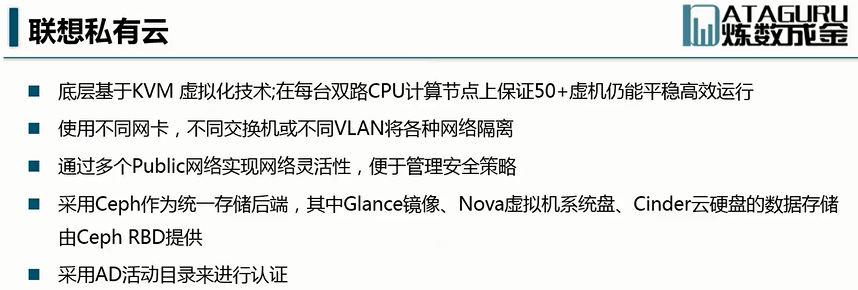 联想私有云
DATAGURU
炼数成金
底层基于KVM 虚拟化技术;在每台双路CPU计算节点上保证50+虚机仍能平稳高效运行
使用不同网卡，不同交换机或不同VLAN将各种网络隔离
通过多个Public网络实现网络灵活性，便于管理安全策略
采用Ceph作为统一存储后端，其中Glance镜像、Nova虚拟机系统盘、Cinder云硬盘的数据存储
由Ceph RBD提供
采用AD活动目录来进行认证